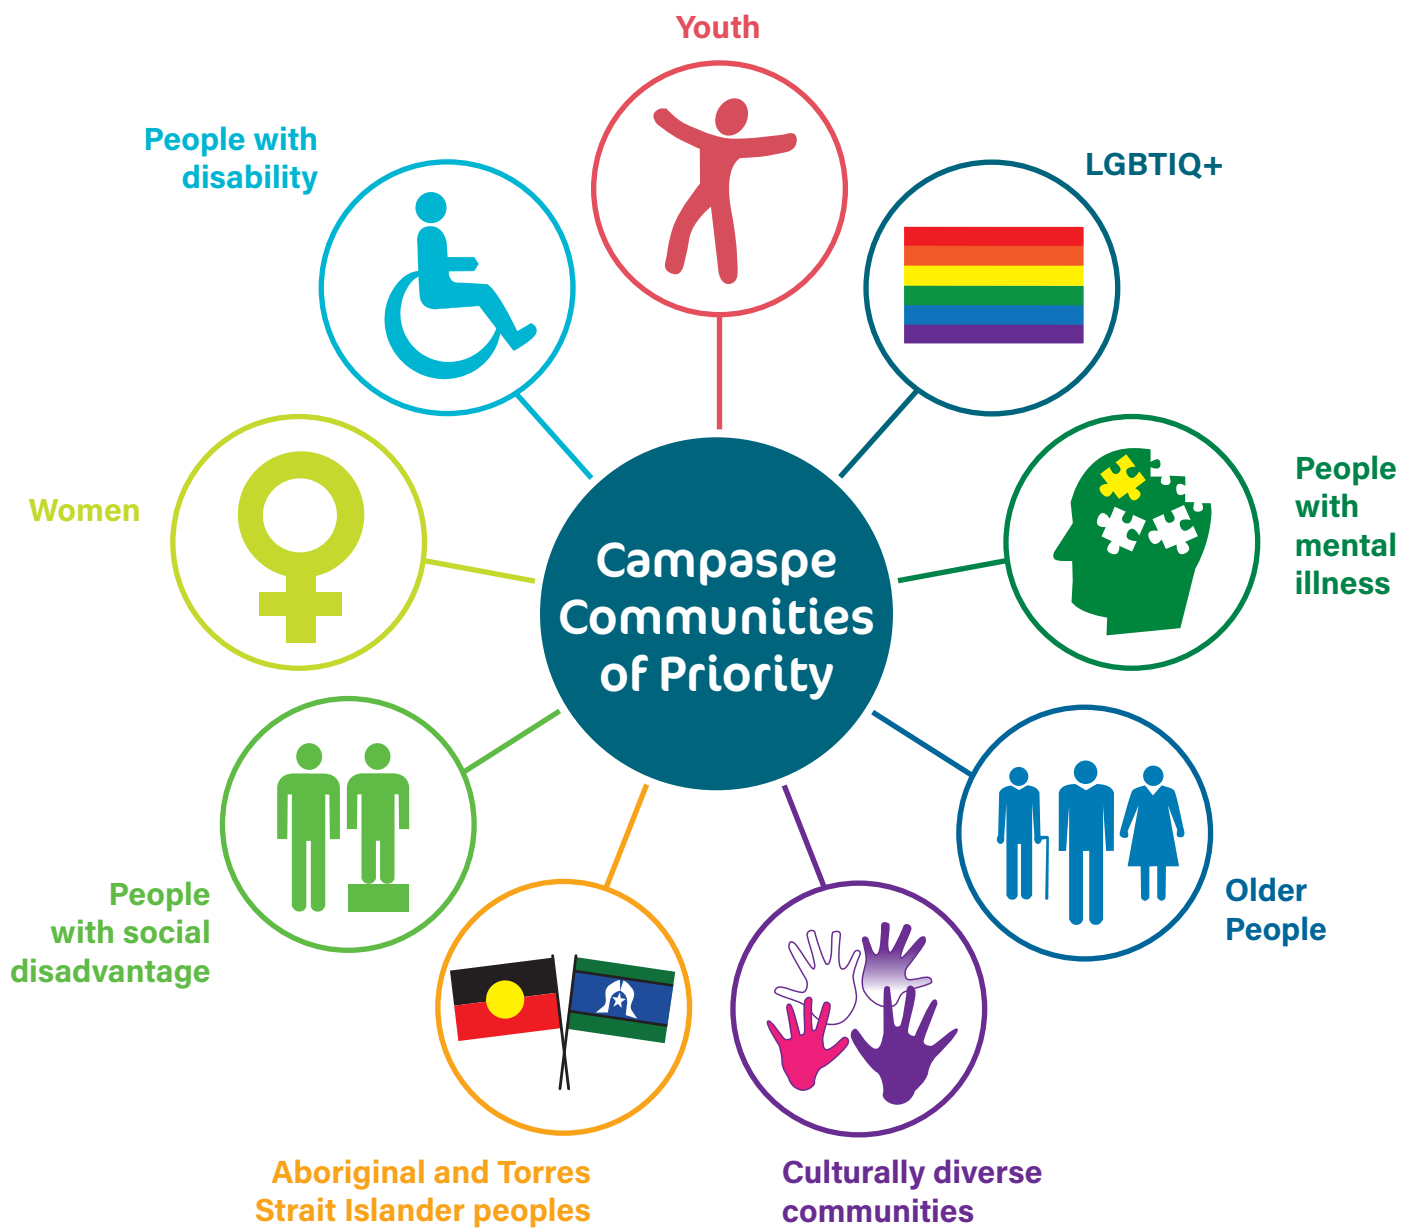 Youth
People with
disability
LGBTIQ+
Women
People
with
mental
illness
Campaspe
Communities
of Priority
People
with social
disadvantage
Older
People
Aboriginal and Torres
Strait Islander peoples
Culturally diverse
communities